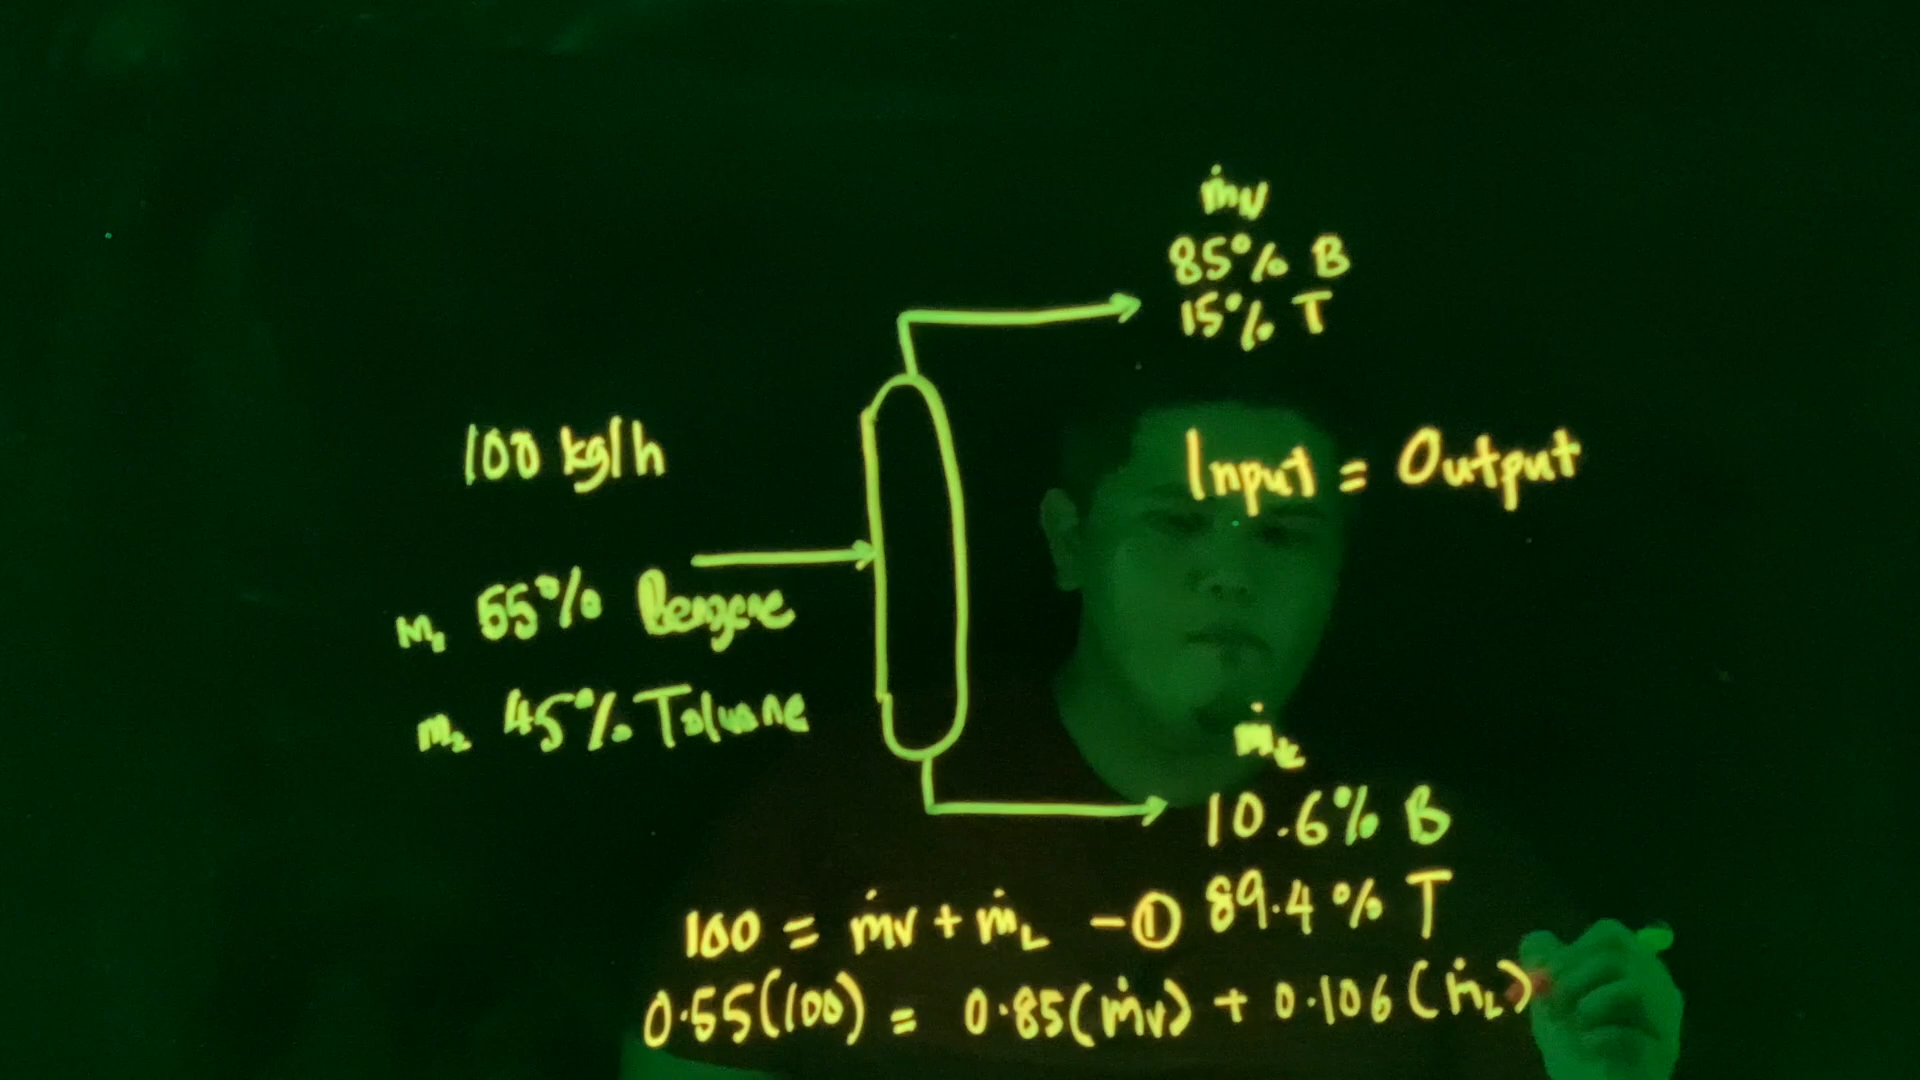 ṁv
85% B
15% T
100 kg/h
Input = Output
m₁ 55% Benzene
m₂ 45% Toluene
ṁL
10.6% B
89.4% T
100 = ṁv + ṁL - ①
0.55(100) = 0.85(ṁv) + 0.106(ṁL)